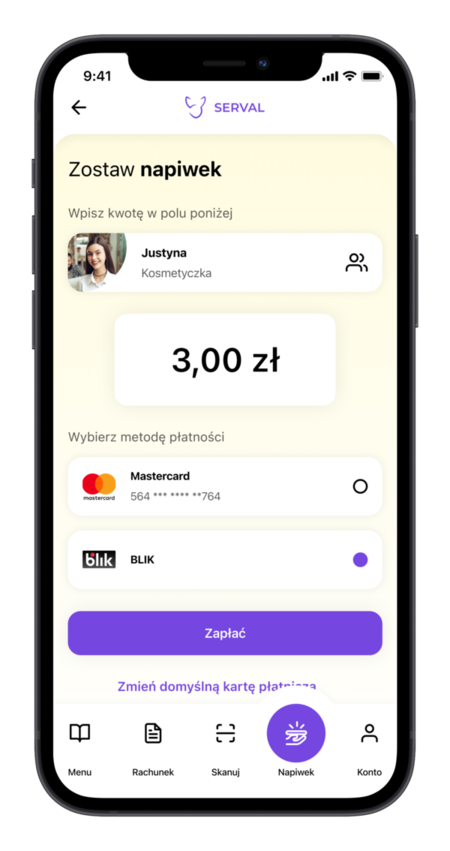 9:41
SERVAL
Zostaw napiwek
Wpisz kwotę w polu poniżej
Justyna
Kosmetyczka
3,00 zł
Wybierz metodę płatności
Mastercard
mastercard
564 *** **** **764
blik BLIK
Zapłać
Zmień domyślną kartę płatniczą
Menu Rachunek Skanuj Napiwek Konto